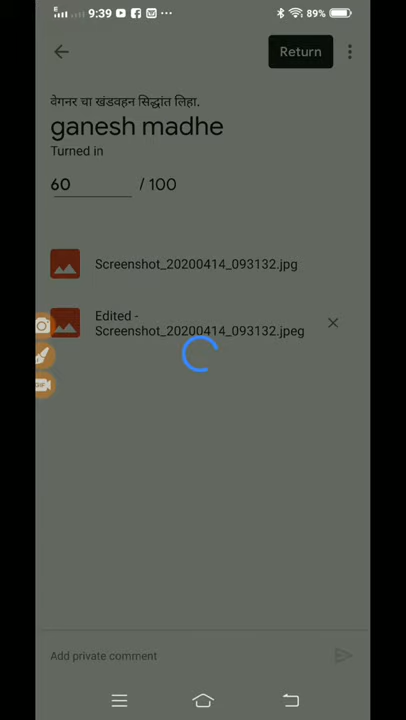 9:39
89%
Return
वेगनर चा खंडवहन सिद्धांत लिहा.
ganesh madhe
Turned in
60 / 100
Screenshot_20200414_093132.jpg
Edited -
Screenshot_20200414_093132.jpeg
Add private comment